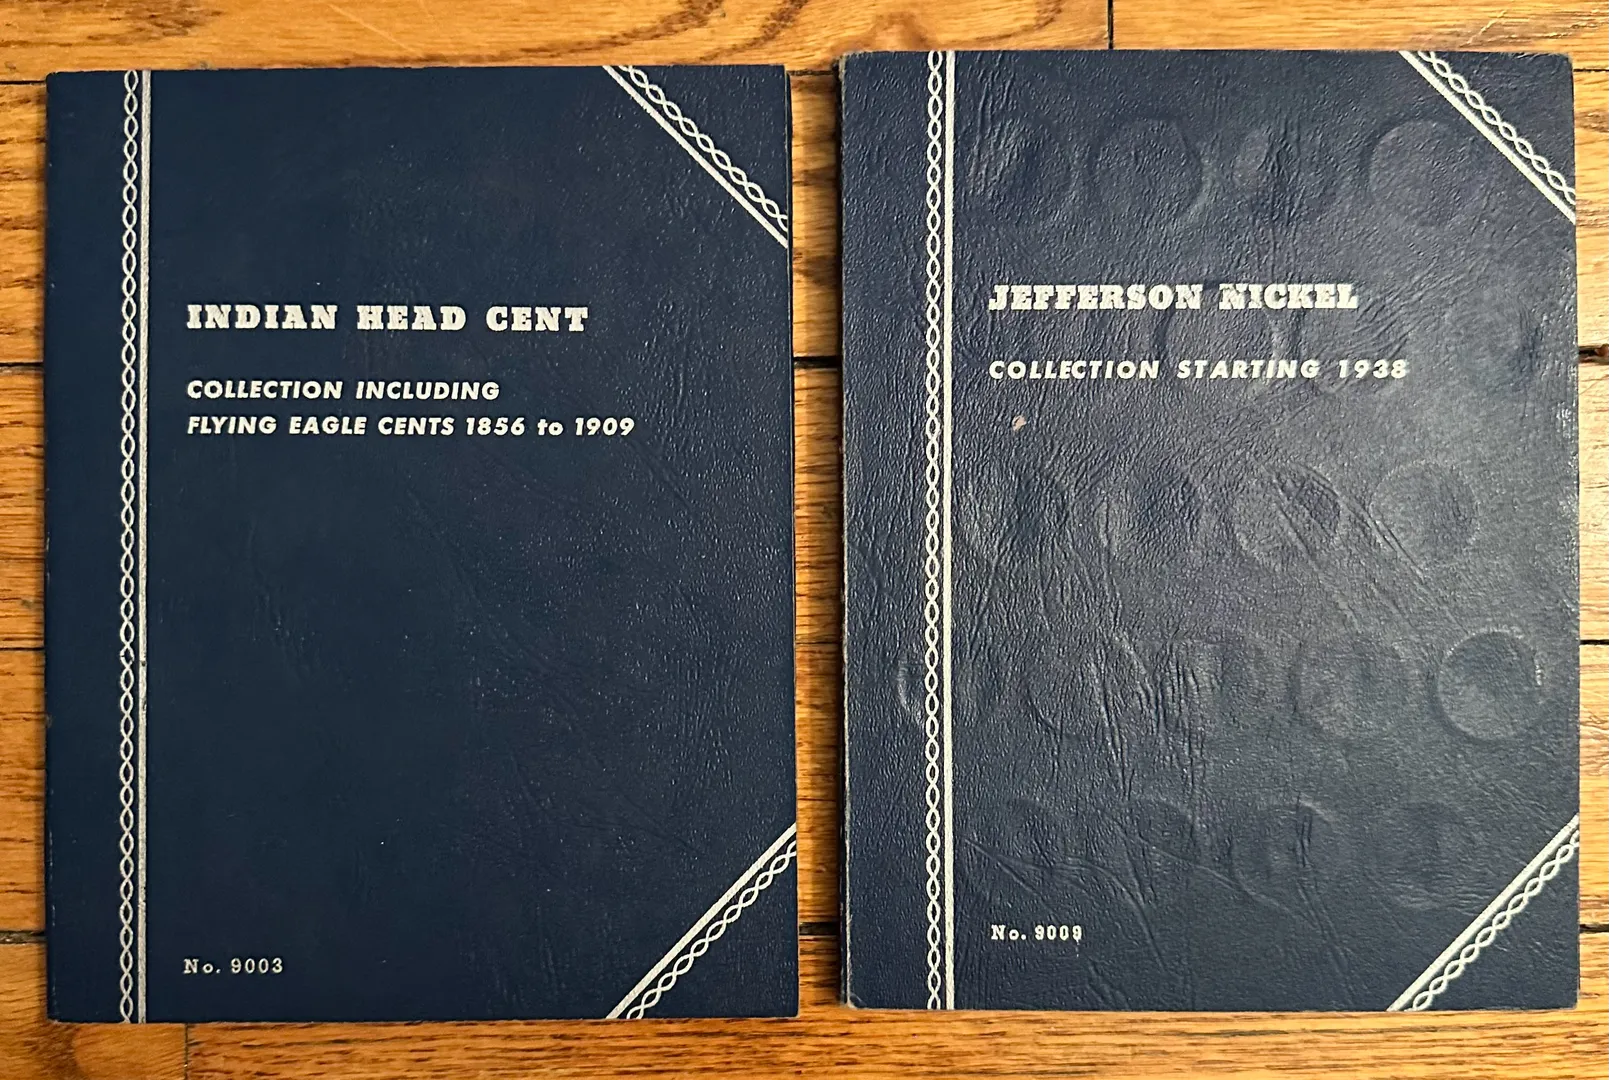 INDIAN HEAD CENT
COLLECTION INCLUDING
FLYING EAGLE CENTS 1856 to 1909
No. 9003
JEFFERSON NICKEL
COLLECTION STARTING 1938
No. 9009